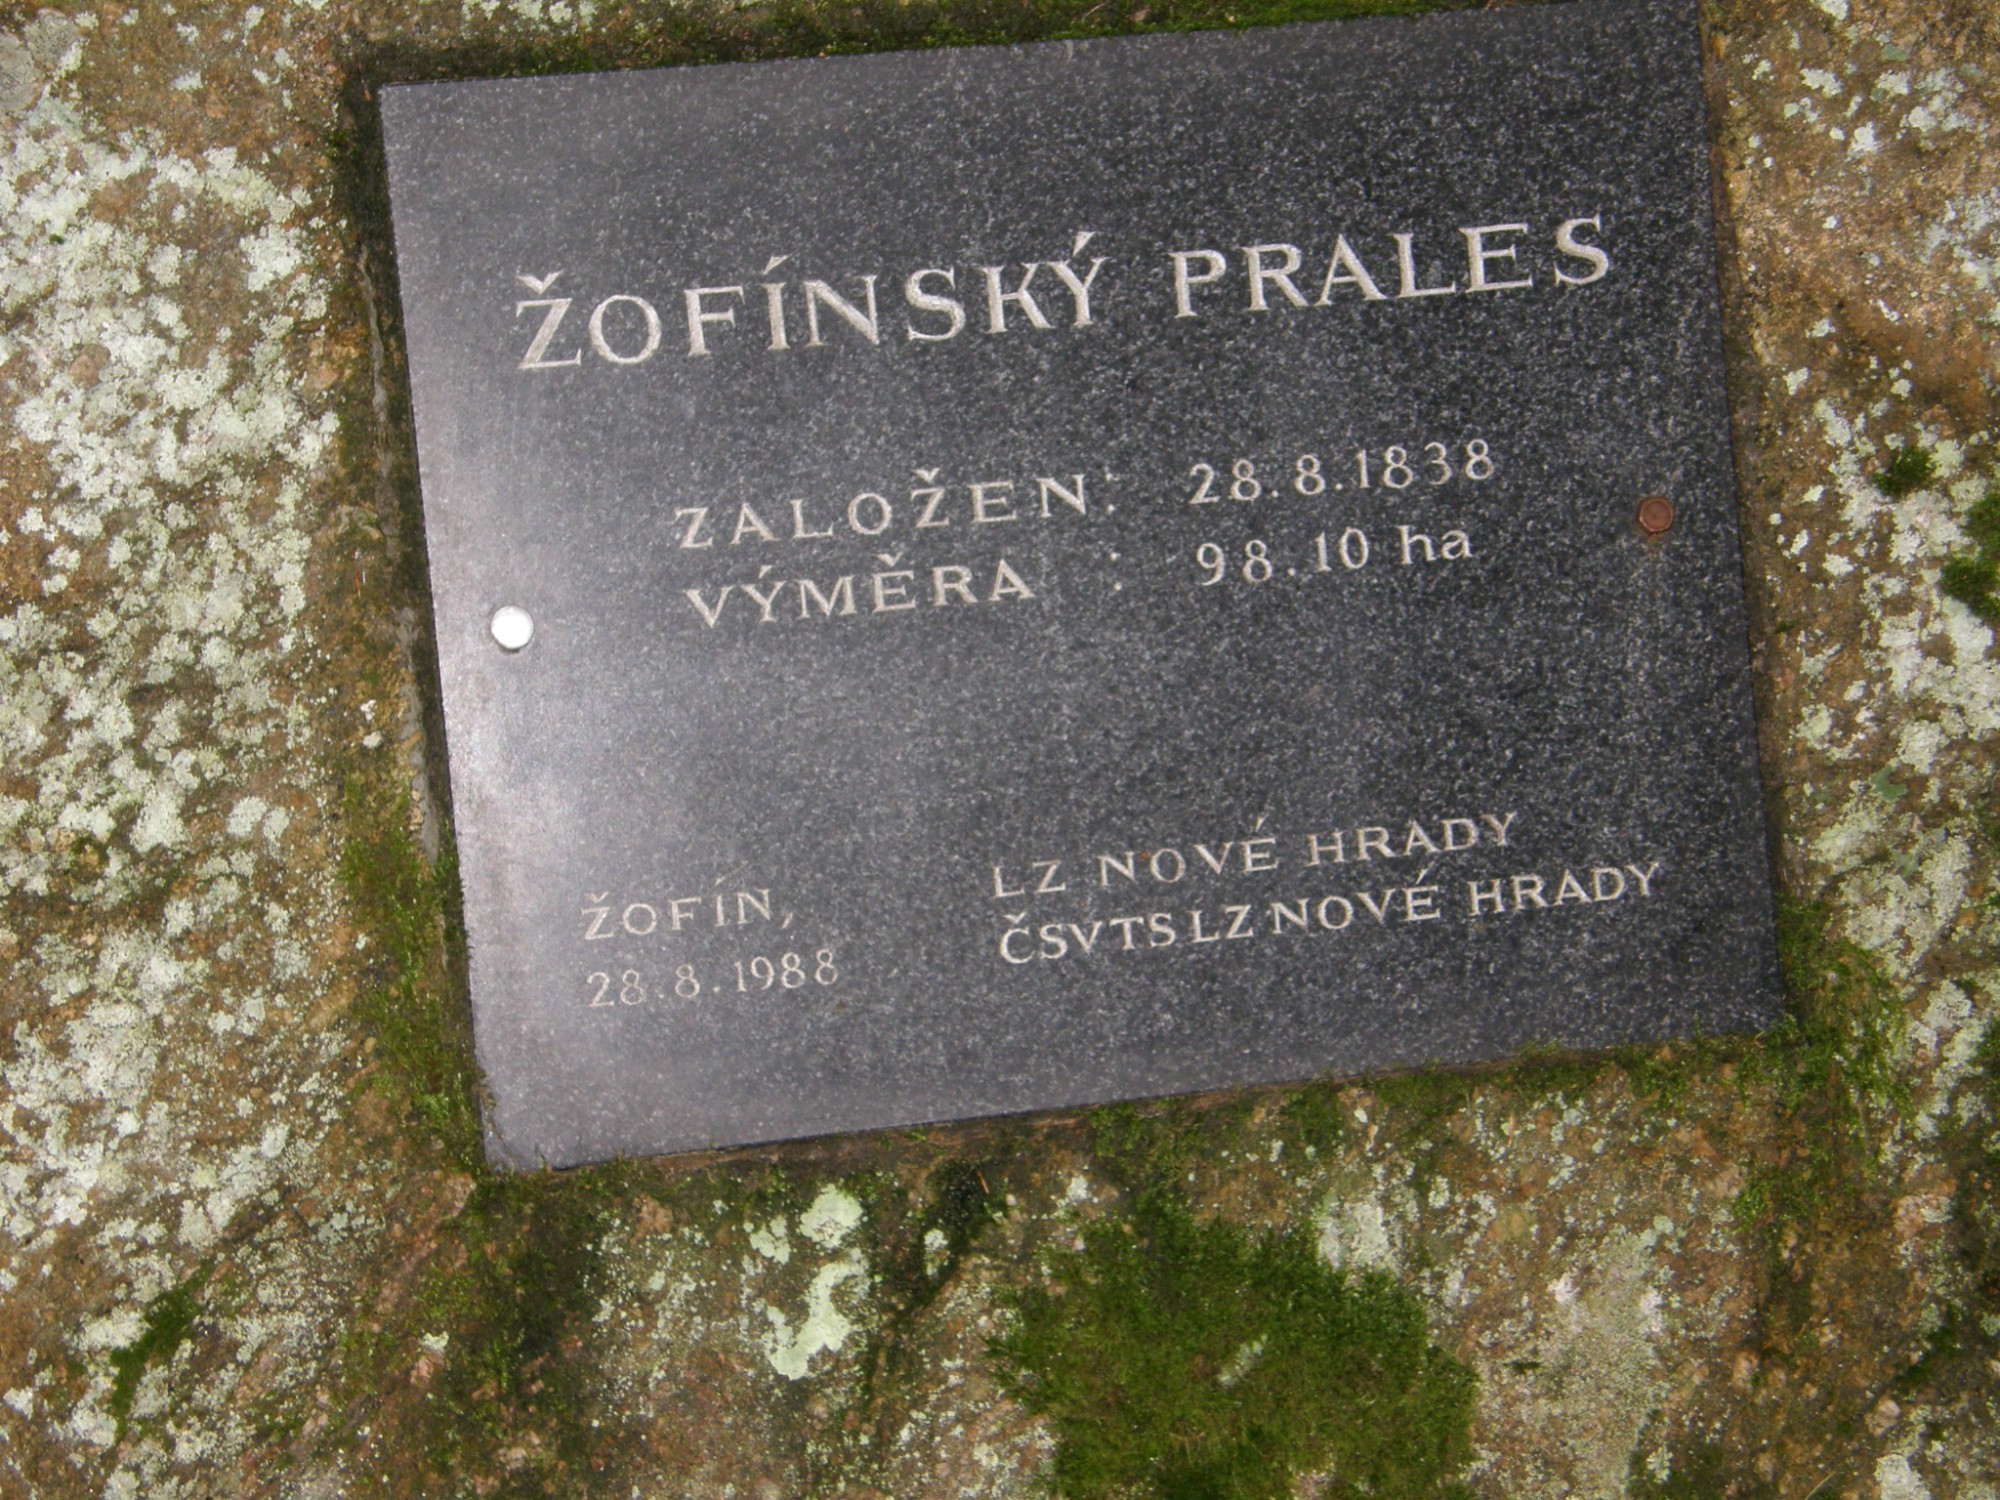 ŽOFÍNSKÝ PRALES
ZALOŽEN: 28.8.1838
VÝMĚRA : 98.10 ha
ŽOFÍN,
28.8.1988
LZ NOVÉ HRADY
ČSVTS LZ NOVÉ HRADY